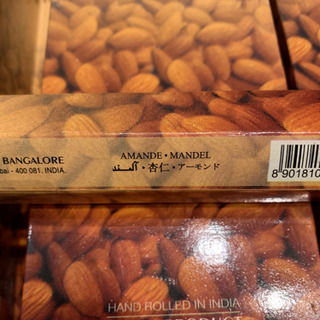 BANGALORE
bai - 400 081. INDIA.
AMANDE • MANDEL
المند • 杏仁 • アーモンド
8 901810
HAND ROLLED IN INDIA